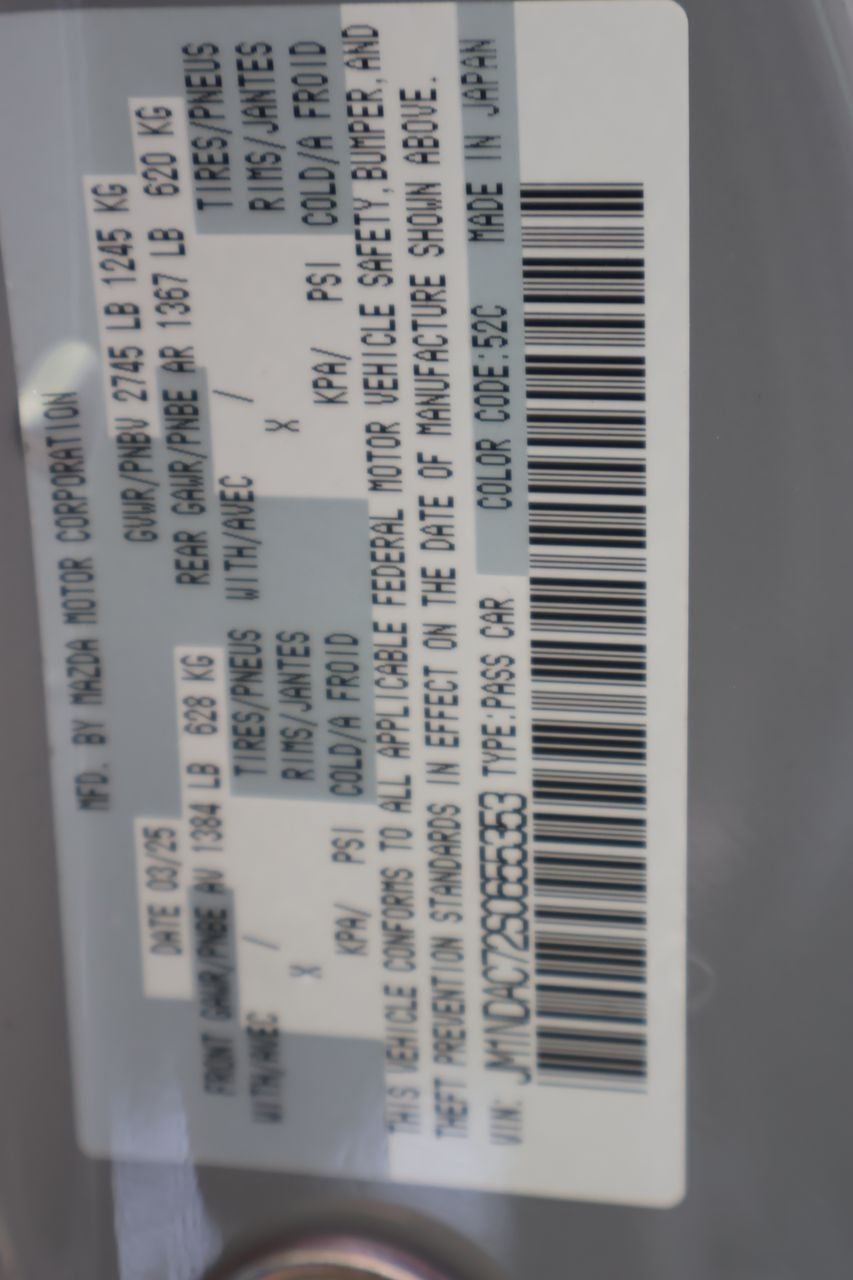 MFD. BY MAZDA MOTOR CORPORATION
DATE 03/25 GVWR/PNBV 2745 LB 1245 KG
FRONT GAWR/PNBE AV 1384 LB 628 KG REAR GAWR/PNBE AR 1367 LB 620 KG
WITH/AVEC / TIRES/PNEUS WITH/AVEC / TIRES/PNEUS
X RIMS/JANTES X RIMS/JANTES
KPA/ PSI COLD/A FROID KPA/ PSI COLD/A FROID
THIS VEHICLE CONFORMS TO ALL APPLICABLE FEDERAL MOTOR VEHICLE SAFETY, BUMPER, AND
THEFT PREVENTION STANDARDS IN EFFECT ON THE DATE OF MANUFACTURE SHOWN ABOVE.
VIN: JM1NDAC72S0655353 TYPE:PASS CAR COLOR CODE:52C MADE IN JAPAN